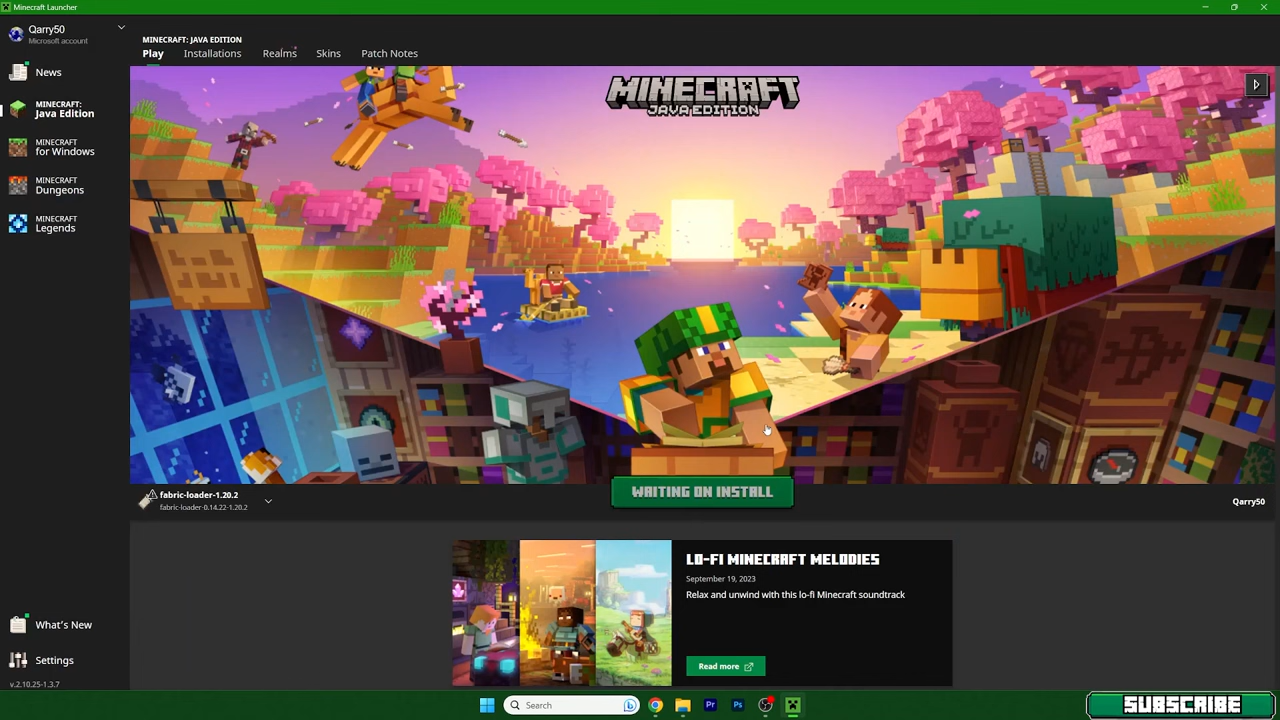 Minecraft Launcher
Qarry50
Microsoft account
News
MINECRAFT:
Java Edition
MINECRAFT
for Windows
MINECRAFT
Dungeons
MINECRAFT
Legends
What's New
Settings
v.2.10.25-1.3.7
MINECRAFT: JAVA EDITION
Play
Installations
Realms
Skins
Patch Notes
MINECRAFT
JAVA EDITION
fabric-loader-1.20.2
fabric-loader-0.14.22-1.20.2
WAITING ON INSTALL
Qarry50
LO-FI MINECRAFT MELODIES
September 19, 2023
Relax and unwind with this lo-fi Minecraft soundtrack
Read more
Search
Pr
Ps
SUBSCRIBE